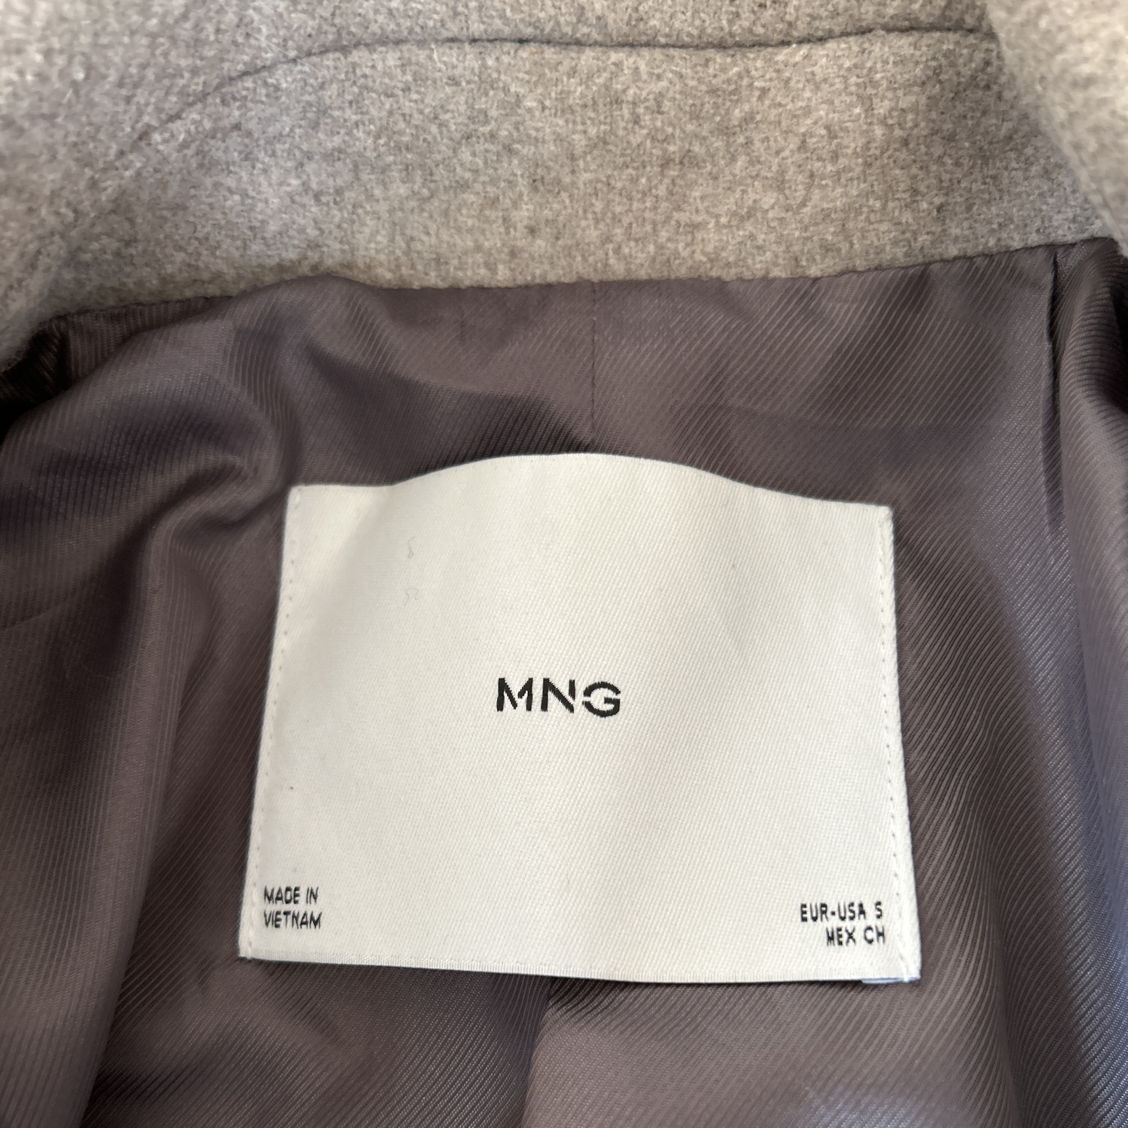 MNG
MADE IN
VIETNAM
EUR-USA S
MEX CH